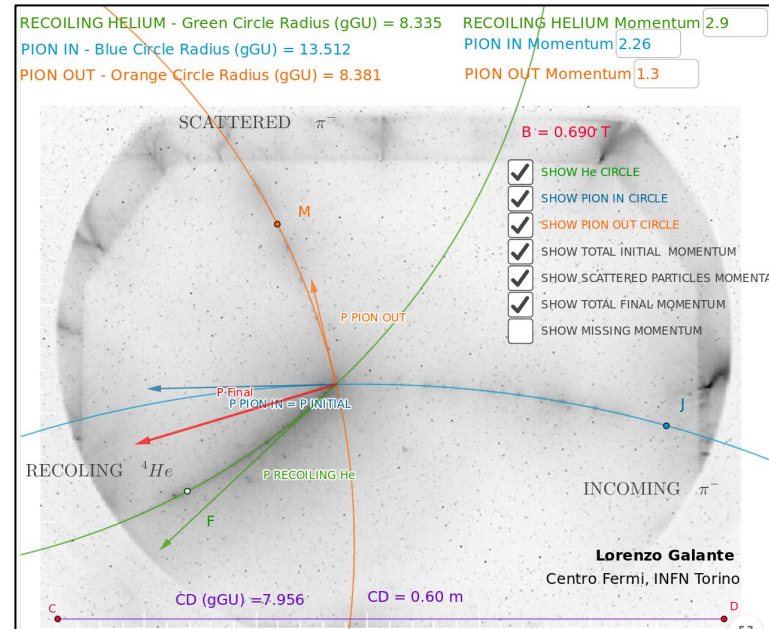 RECOILING HELIUM - Green Circle Radius (gGU) = 8.335
RECOILING HELIUM Momentum 2.9
PION IN - Blue Circle Radius (gGU) = 13.512
PION IN Momentum 2.26
PION OUT - Orange Circle Radius (gGU) = 8.381
PION OUT Momentum 1.3
SCATTERED π⁻
B = 0.690 T
SHOW He CIRCLE
SHOW PION IN CIRCLE
SHOW PION OUT CIRCLE
SHOW TOTAL INITIAL MOMENTUM
SHOW SCATTERED PARTICLES MOMENTA
SHOW TOTAL FINAL MOMENTUM
SHOW MISSING MOMENTUM
M
P PION OUT
P Final
P PION IN = P INITIAL
J
RECOLING ⁴He
P RECOILING He
INCOMING π⁻
F
Lorenzo Galante
Centro Fermi, INFN Torino
CD (gGU) =7.956
CD = 0.60 m
C
D